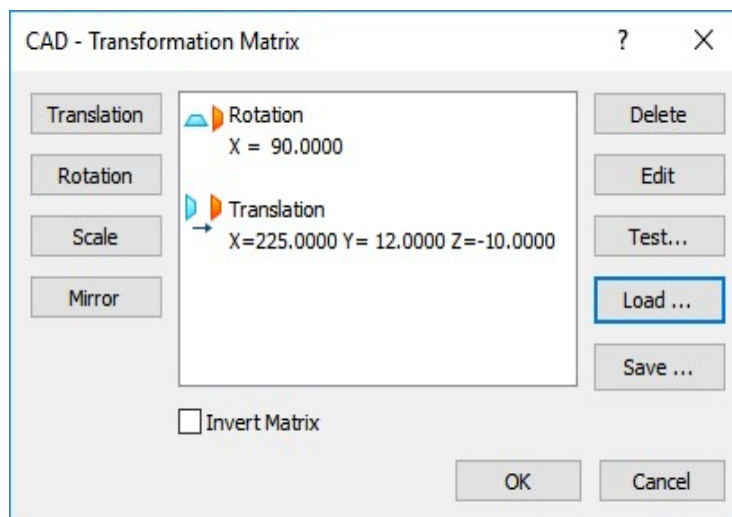 CAD - Transformation Matrix ? X
Translation
Rotation
Scale
Mirror
Rotation
X = 90.0000
Translation
X=225.0000 Y= 12.0000 Z=-10.0000
Invert Matrix
Delete
Edit
Test...
Load ...
Save ...
OK
Cancel